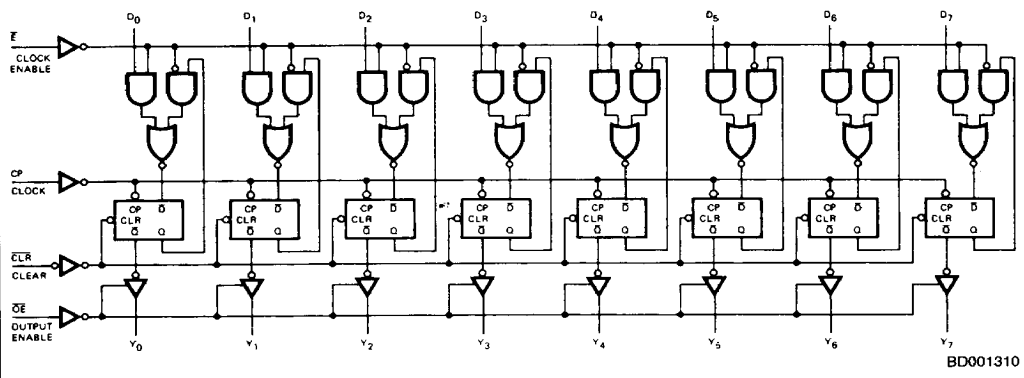 D0 D1 D2 D3 D4 D5 D6 D7
E̅
CLOCK
ENABLE
CP
CLOCK
CP D̅ CP D̅ CP D̅ CP D̅ CP D̅ CP D̅ CP D̅ CP D̅
CLR CLR CLR CLR CLR CLR CLR CLR
Q̅ Q Q̅ Q Q̅ Q Q̅ Q Q̅ Q Q̅ Q Q̅ Q Q̅ Q
C̅L̅R̅
CLEAR
O̅E̅
OUTPUT
ENABLE
Y0 Y1 Y2 Y3 Y4 Y5 Y6 Y7
BD001310